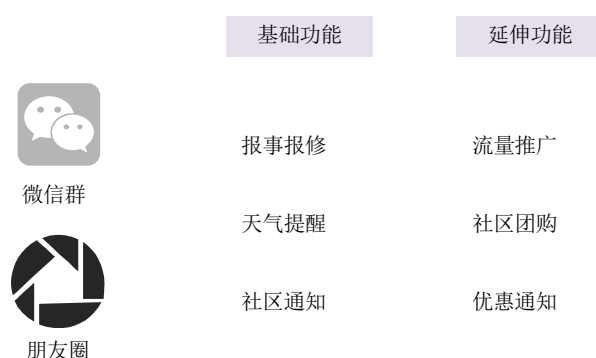 基础功能 延伸功能
报事报修 流量推广
微信群
天气提醒 社区团购
社区通知 优惠通知
朋友圈